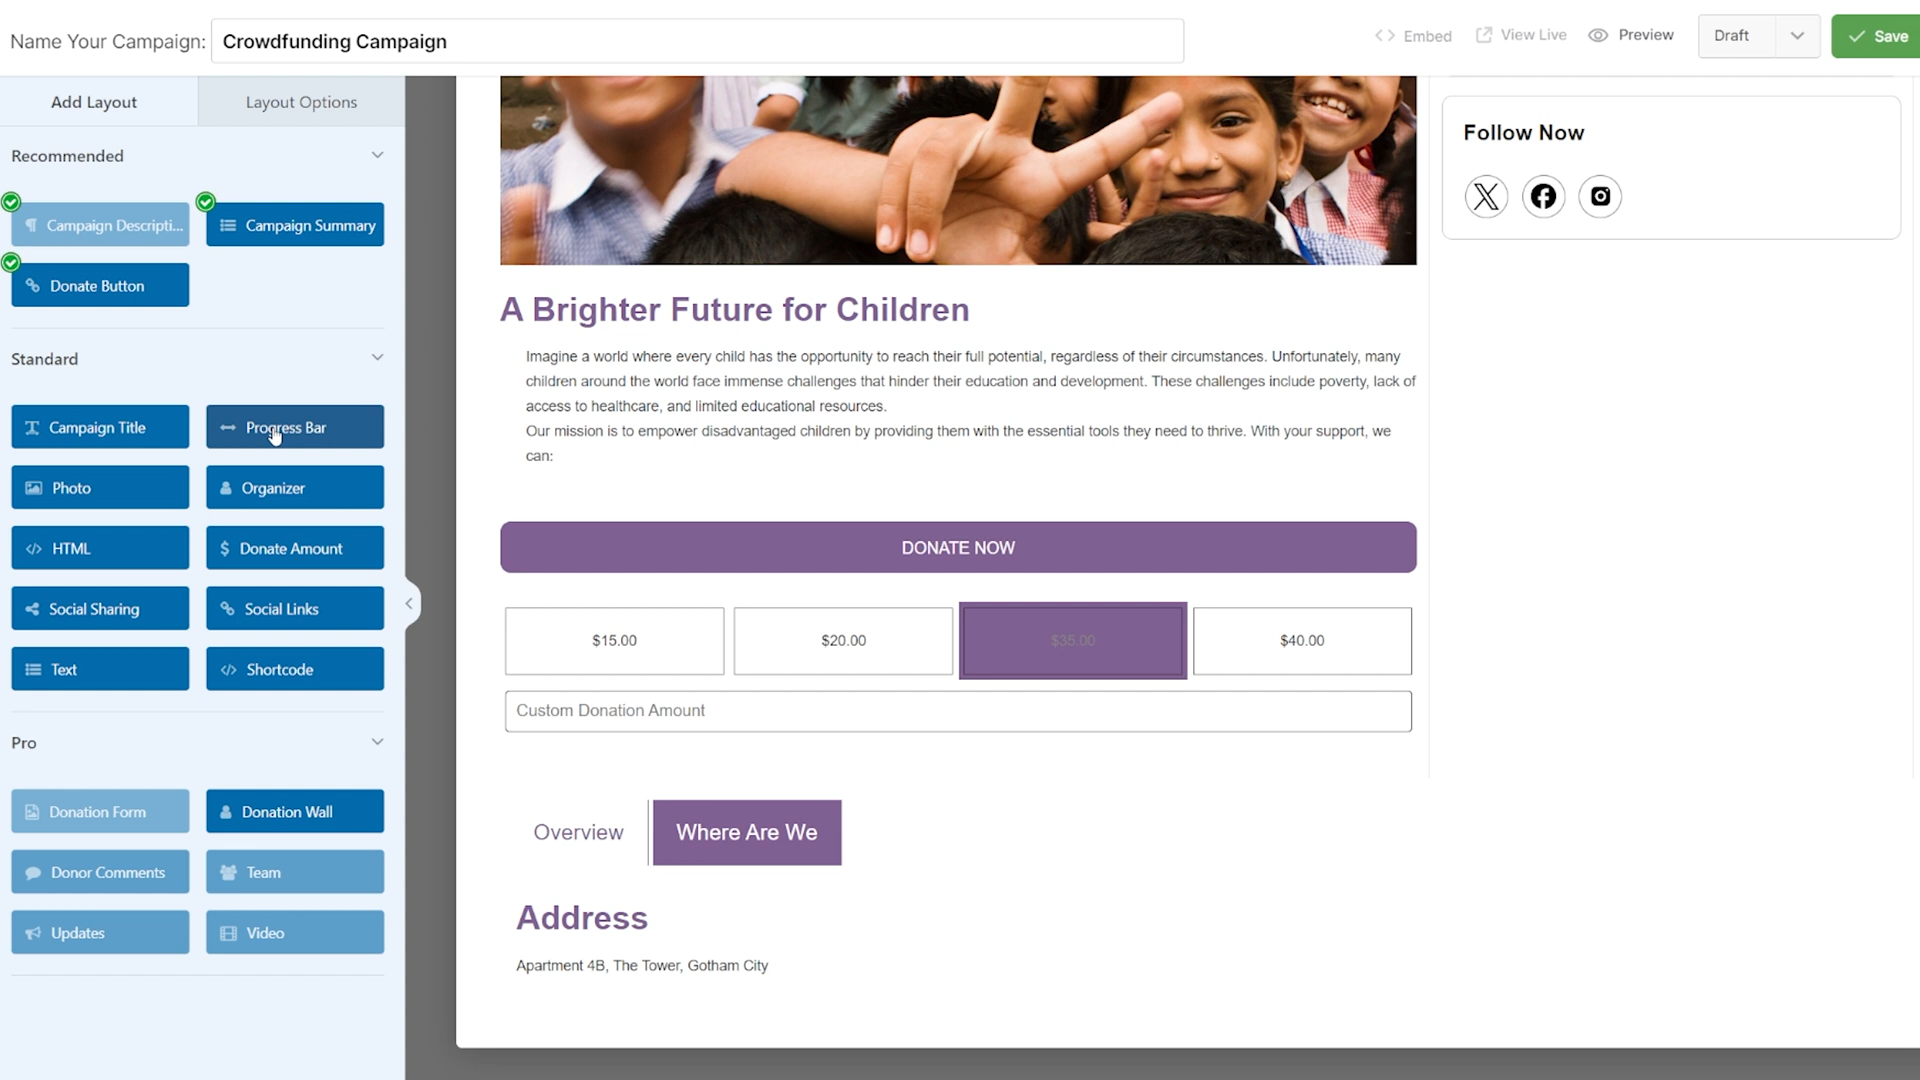 Name Your Campaign: Crowdfunding Campaign
Embed View Live Preview Draft Save
Add Layout Layout Options
Recommended
Campaign Descripti... Campaign Summary
Donate Button
Standard
Campaign Title Progress Bar
Photo Organizer
HTML Donate Amount
Social Sharing Social Links
Text Shortcode
Pro
Donation Form Donation Wall
Donor Comments Team
Updates Video
A Brighter Future for Children
Imagine a world where every child has the opportunity to reach their full potential, regardless of their circumstances. Unfortunately, many
children around the world face immense challenges that hinder their education and development. These challenges include poverty, lack of
access to healthcare, and limited educational resources.
Our mission is to empower disadvantaged children by providing them with the essential tools they need to thrive. With your support, we
can:
DONATE NOW
$15.00 $20.00 $35.00 $40.00
Custom Donation Amount
Overview Where Are We
Address
Apartment 4B, The Tower, Gotham City
Follow Now